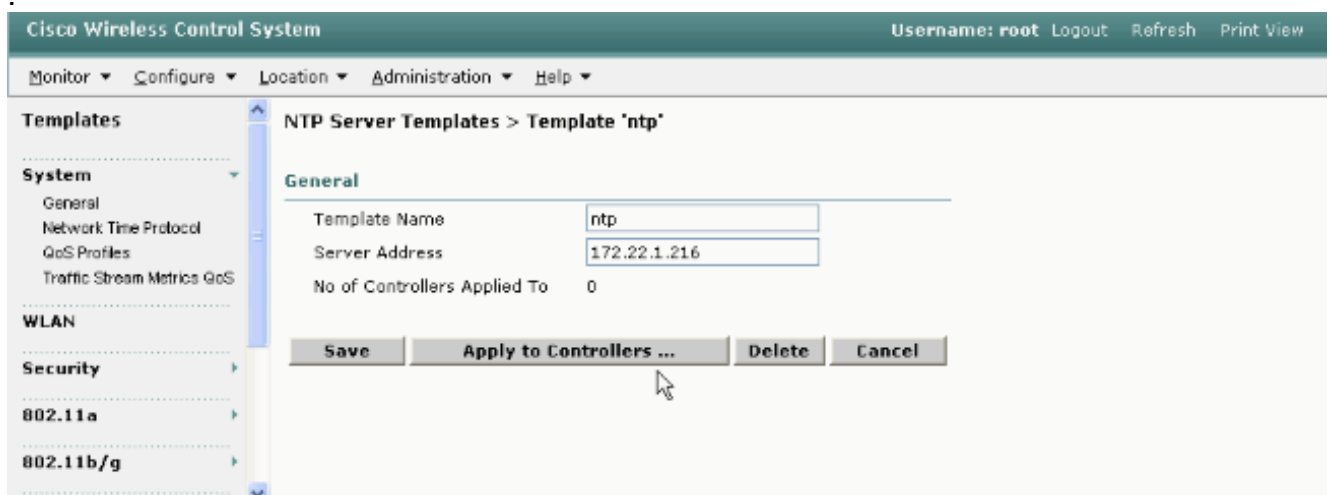 .
Cisco Wireless Control System
Username: root Logout Refresh Print View
Monitor Configure Location Administration Help
Templates
System
General
Network Time Protocol
QoS Profiles
Traffic Stream Metrics QoS
WLAN
Security
802.11a
802.11b/g
NTP Server Templates > Template 'ntp'
General
Template Name ntp
Server Address 172.22.1.216
No of Controllers Applied To 0
Save Apply to Controllers ... Delete Cancel